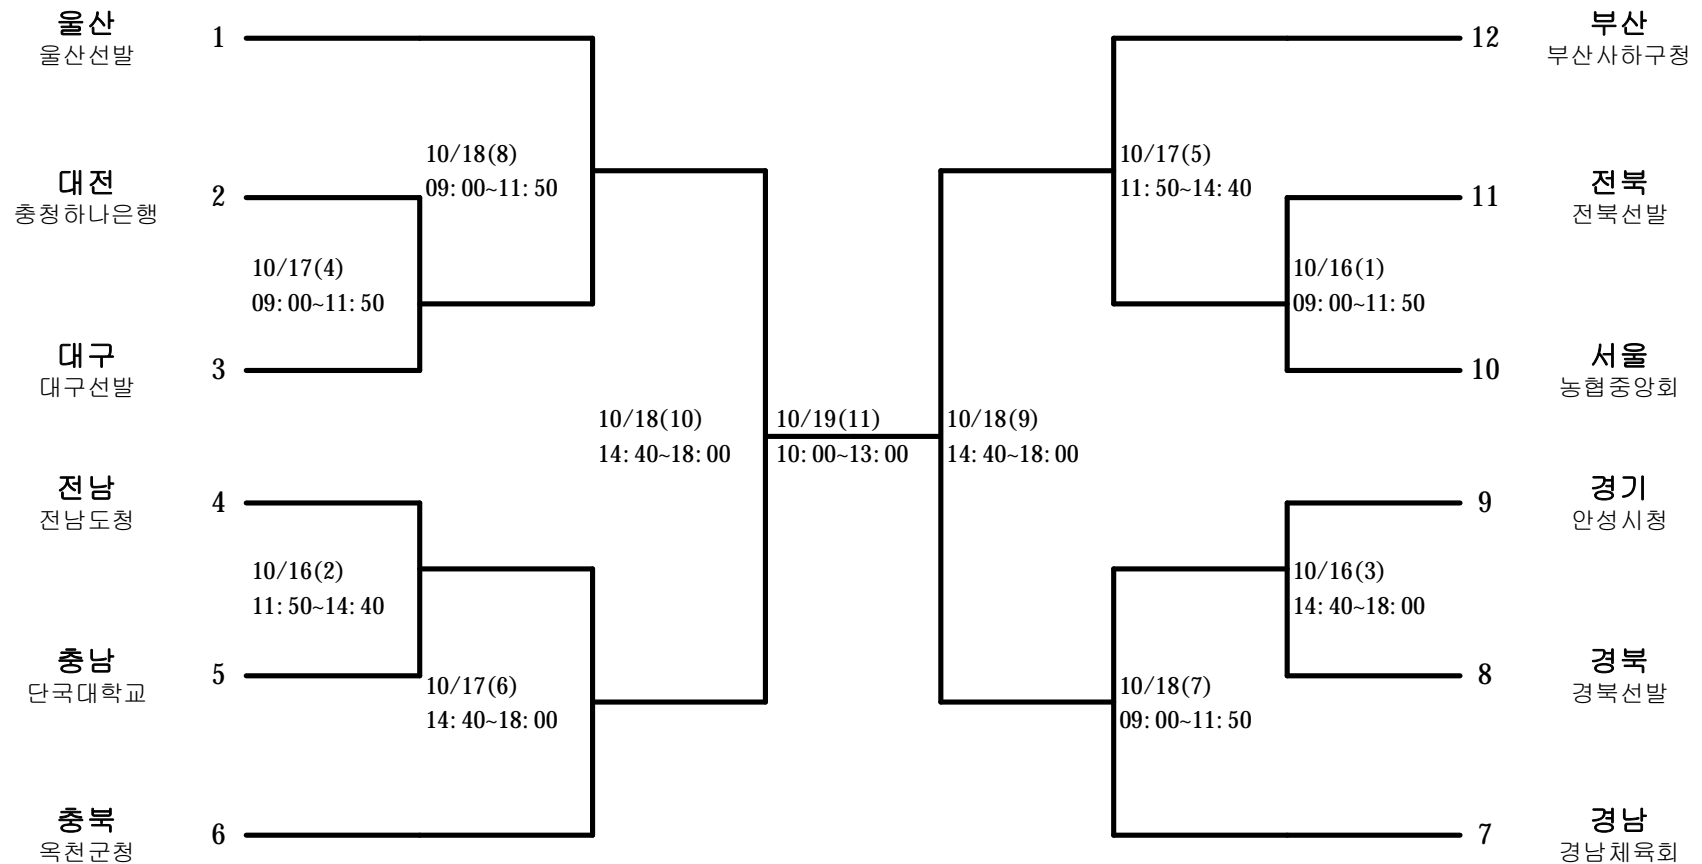 울산
울산선발
1
12
부산
부산사하구청
10/18(8)
09:00~11:50
10/17(5)
11:50~14:40
대전
충청하나은행
2
11
전북
전북선발
10/17(4)
09:00~11:50
10/16(1)
09:00~11:50
대구
대구선발
3
10
서울
농협중앙회
10/18(10)
14:40~18:00
10/19(11)
10:00~13:00
10/18(9)
14:40~18:00
전남
전남도청
4
9
경기
안성시청
10/16(2)
11:50~14:40
10/16(3)
14:40~18:00
충남
단국대학교
5
8
경북
경북선발
10/17(6)
14:40~18:00
10/18(7)
09:00~11:50
충북
옥천군청
6
7
경남
경남체육회